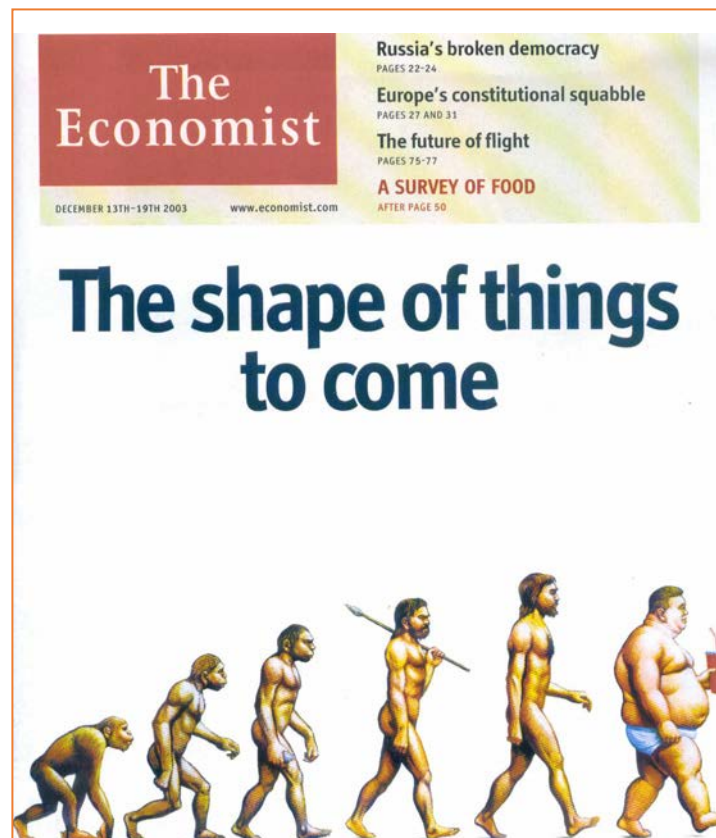 The
Economist
DECEMBER 13TH–19TH 2003
www.economist.com
Russia's broken democracy
PAGES 22–24
Europe's constitutional squabble
PAGES 27 AND 31
The future of flight
PAGES 75–77
A SURVEY OF FOOD
AFTER PAGE 50
The shape of things
to come